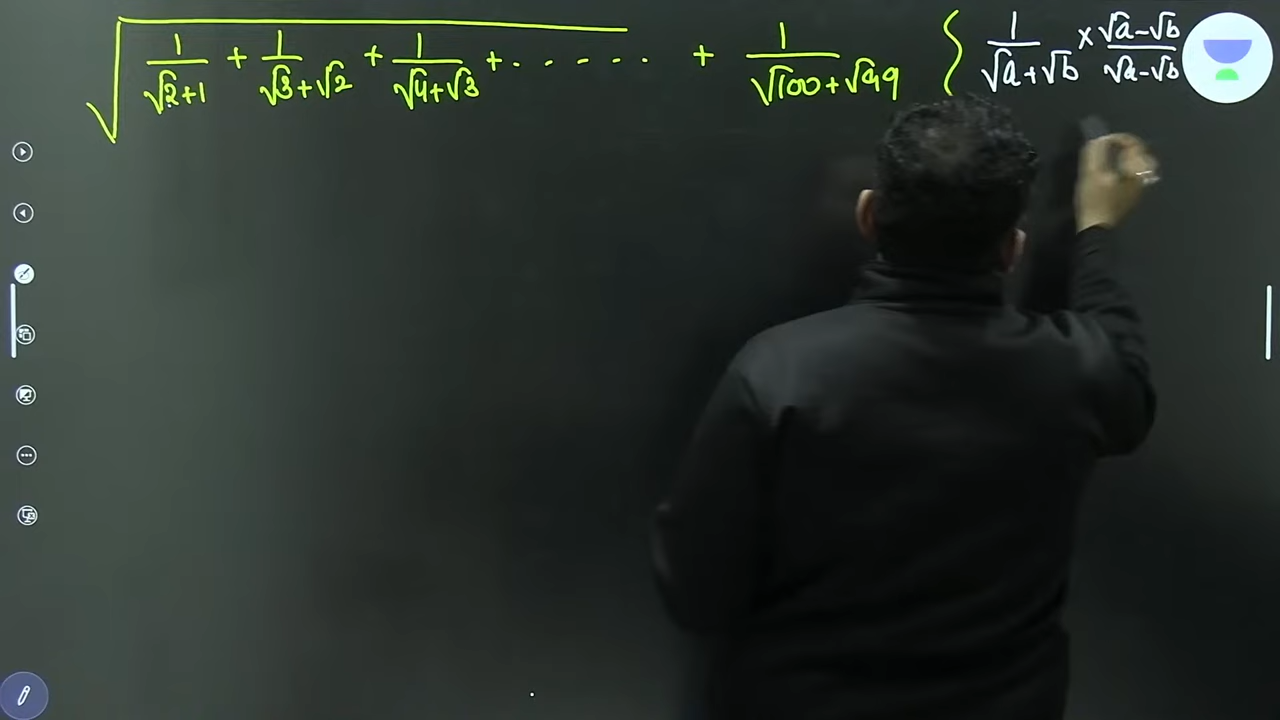 √(1/(√2+1) + 1/(√3+√2) + 1/(√4+√3) + ...... + 1/(√100+√99) { 1/(√a+√b) × (√a-√b)/(√a-√b)